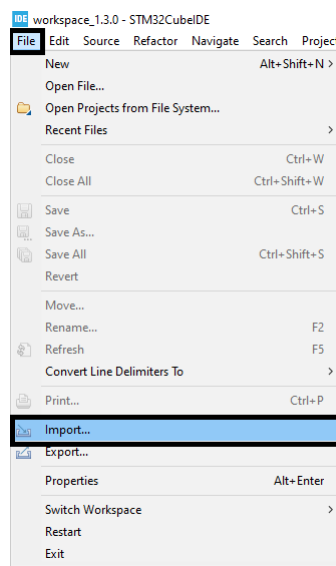 IDE workspace_1.3.0 - STM32CubeIDE
File Edit Source Refactor Navigate Search Project
New Alt+Shift+N >
Open File...
Open Projects from File System...
Recent Files >
Close Ctrl+W
Close All Ctrl+Shift+W
Save Ctrl+S
Save As...
Save All Ctrl+Shift+S
Revert
Move...
Rename... F2
Refresh F5
Convert Line Delimiters To >
Print... Ctrl+P
Import...
Export...
Properties Alt+Enter
Switch Workspace >
Restart
Exit